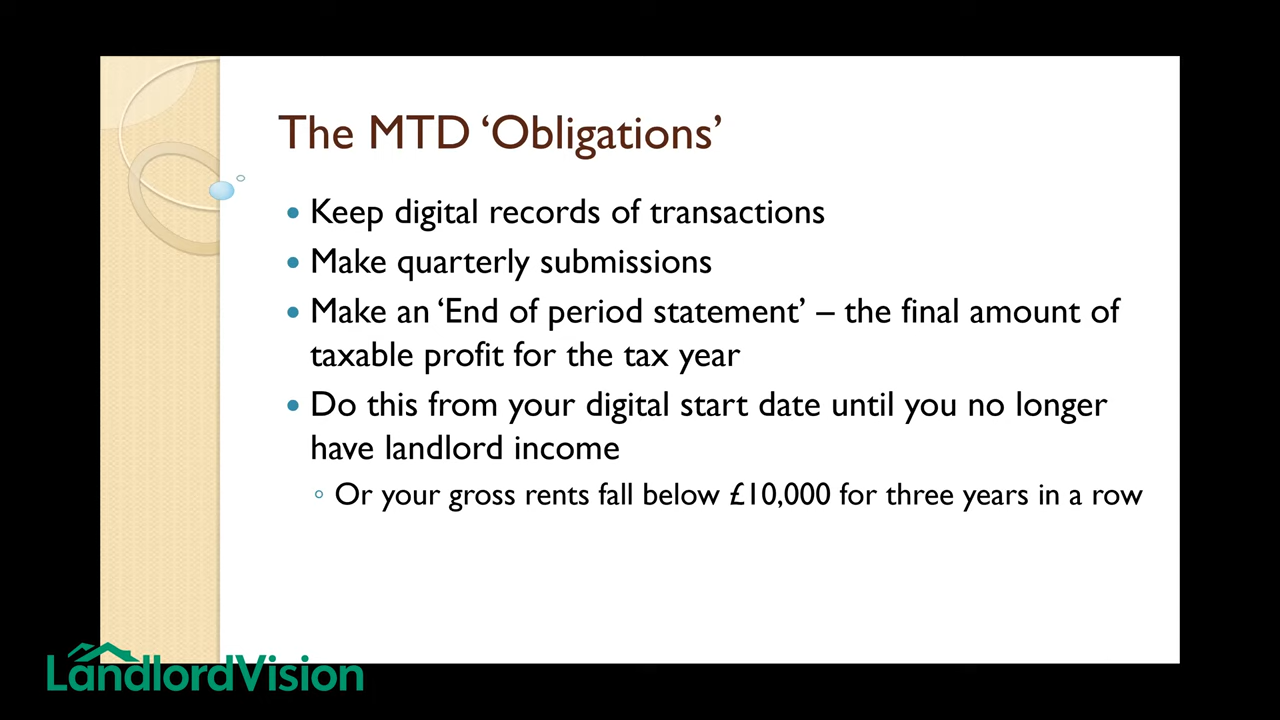 The MTD ‘Obligations’
• Keep digital records of transactions
• Make quarterly submissions
• Make an ‘End of period statement’ – the final amount of
taxable profit for the tax year
• Do this from your digital start date until you no longer
have landlord income
◦ Or your gross rents fall below £10,000 for three years in a row
LandlordVision